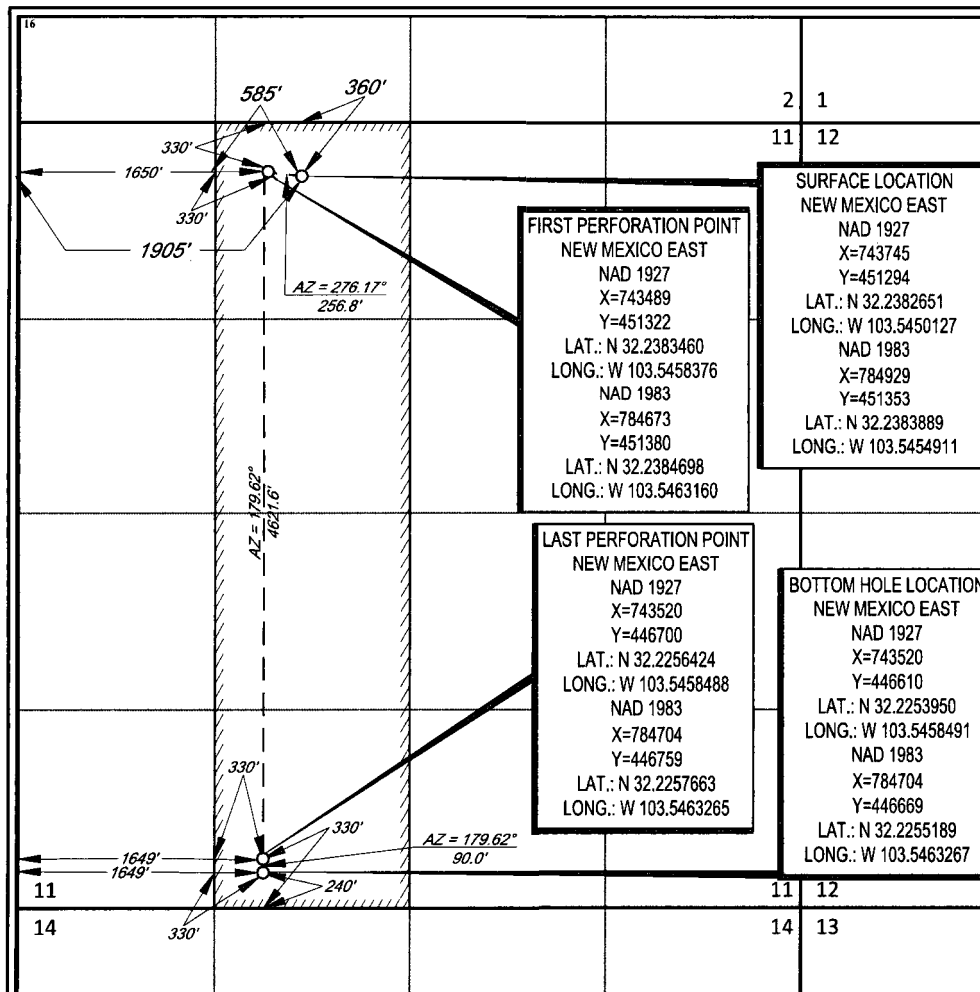 16
585'
360'
2
1
11
12
330'
1650'
330'
1905'
AZ = 276.17°
256.8'
SURFACE LOCATION
NEW MEXICO EAST
NAD 1927
X=743745
Y=451294
LAT.: N 32.2382651
LONG.: W 103.5450127
NAD 1983
X=784929
Y=451353
LAT.: N 32.2383889
LONG.: W 103.5454911
FIRST PERFORATION POINT
NEW MEXICO EAST
NAD 1927
X=743489
Y=451322
LAT.: N 32.2383460
LONG.: W 103.5458376
NAD 1983
X=784673
Y=451380
LAT.: N 32.2384698
LONG.: W 103.5463160
AZ = 179.62°
4621.6'
LAST PERFORATION POINT
NEW MEXICO EAST
NAD 1927
X=743520
Y=446700
LAT.: N 32.2256424
LONG.: W 103.5458488
NAD 1983
X=784704
Y=446759
LAT.: N 32.2257663
LONG.: W 103.5463265
BOTTOM HOLE LOCATION
NEW MEXICO EAST
NAD 1927
X=743520
Y=446610
LAT.: N 32.2253950
LONG.: W 103.5458491
NAD 1983
X=784704
Y=446669
LAT.: N 32.2255189
LONG.: W 103.5463267
330'
330'
AZ = 179.62°
90.0'
1649'
1649'
240'
330'
11
11
12
14
14
13